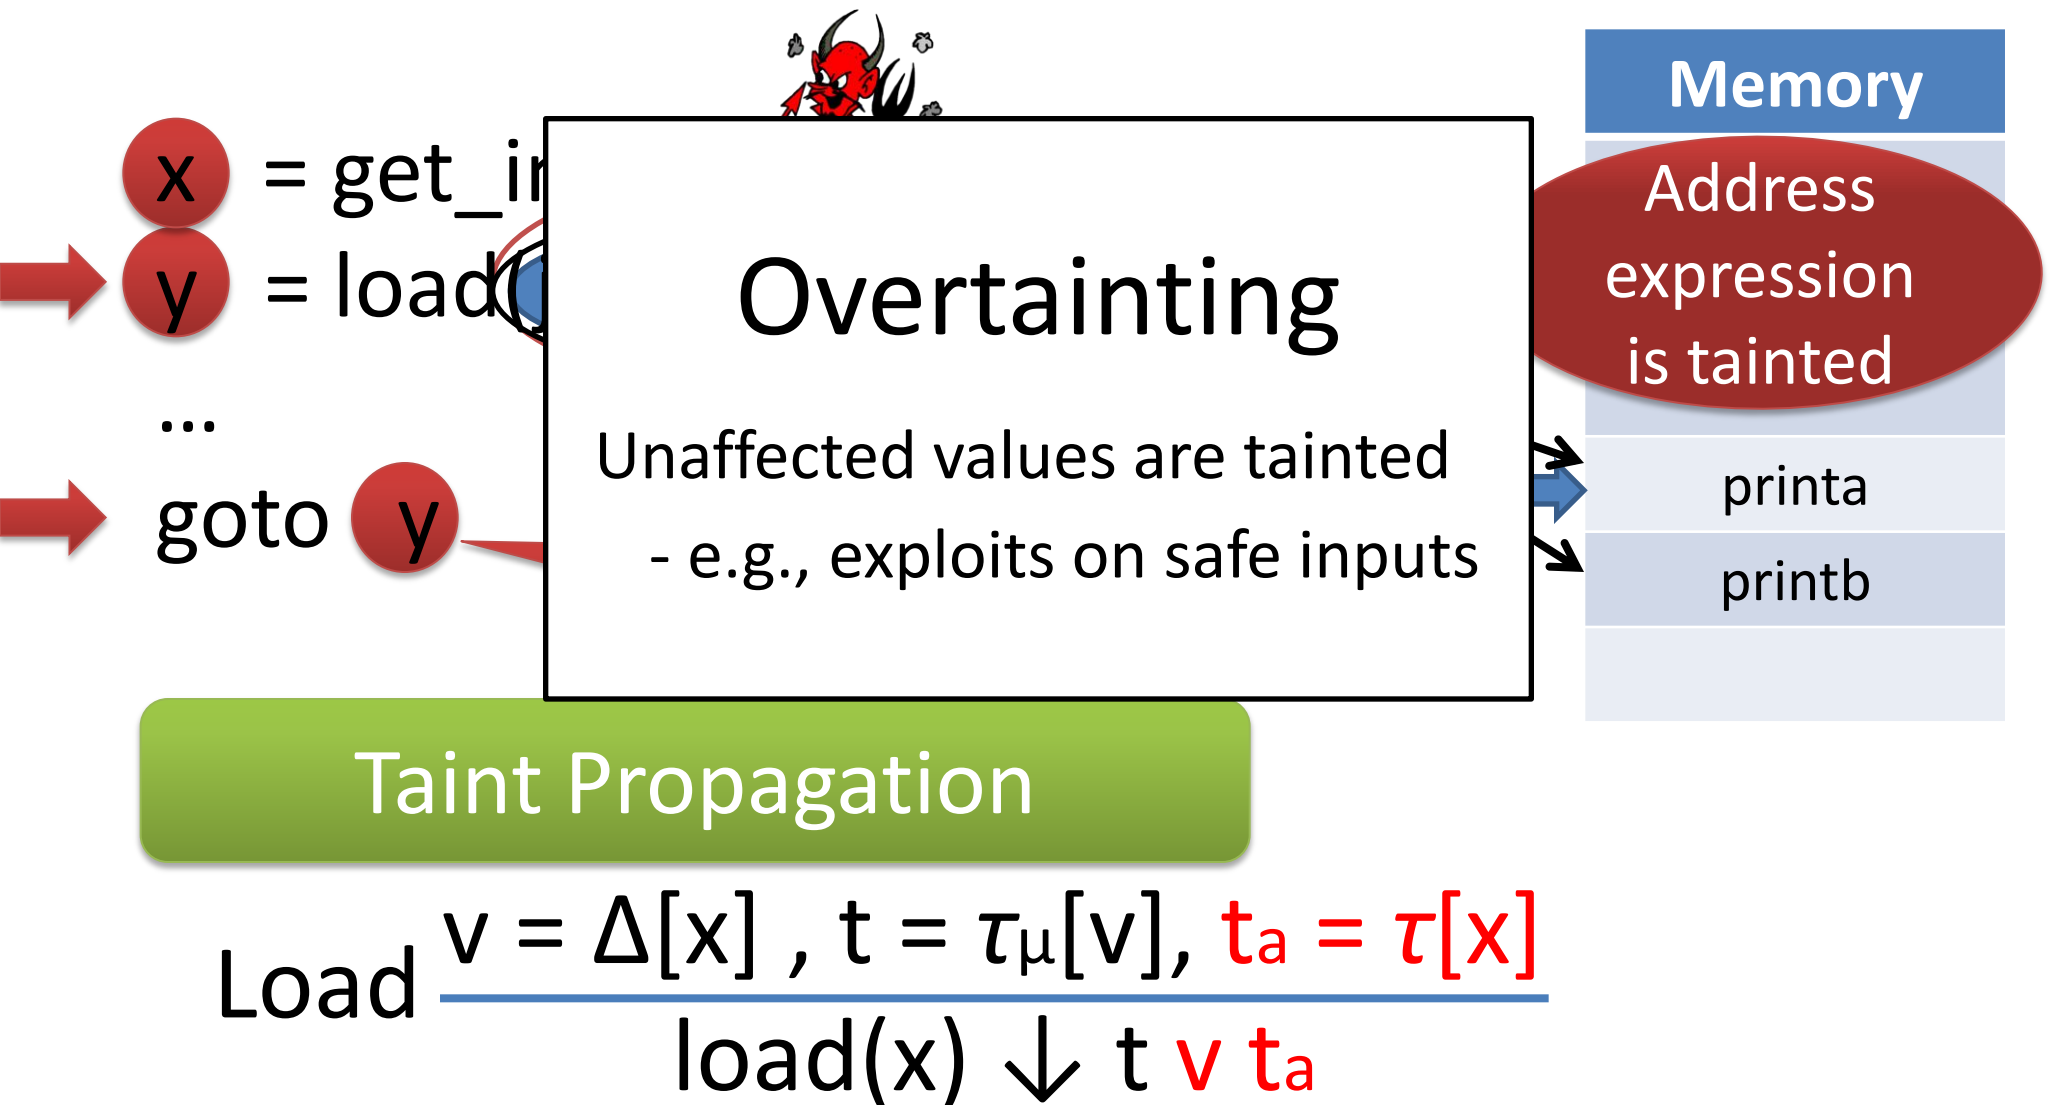 Memory
x = get_in
y = load(j
...
goto y
Overtainting
Unaffected values are tainted
- e.g., exploits on safe inputs
Address
expression
is tainted
printa
printb
Taint Propagation
Load
v = Δ[x] , t = τμ[v], ta = τ[x]
load(x) ↓ t v ta